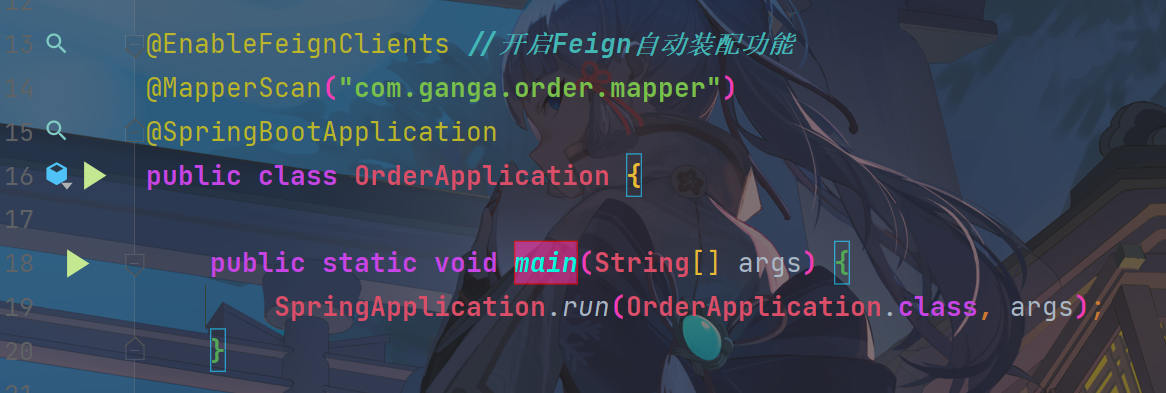 12
13 @EnableFeignClients //开启Feign自动装配功能
14 @MapperScan("com.ganga.order.mapper")
15 @SpringBootApplication
16 public class OrderApplication {
17
18 public static void main(String[] args) {
19 SpringApplication.run(OrderApplication.class, args);
20 }
21